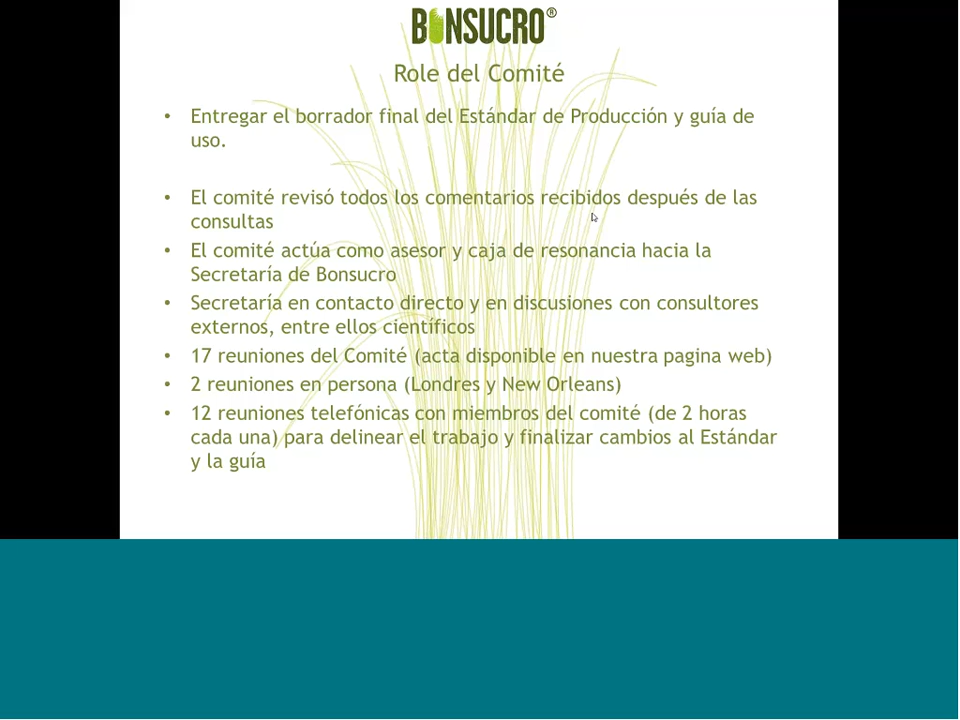 BONSUCRO®
Role del Comité
• Entregar el borrador final del Estándar de Producción y guía de
uso.
• El comité revisó todos los comentarios recibidos después de las
consultas
• El comité actúa como asesor y caja de resonancia hacia la
Secretaría de Bonsucro
• Secretaría en contacto directo y en discusiones con consultores
externos, entre ellos científicos
• 17 reuniones del Comité (acta disponible en nuestra pagina web)
• 2 reuniones en persona (Londres y New Orleans)
• 12 reuniones telefónicas con miembros del comité (de 2 horas
cada una) para delinear el trabajo y finalizar cambios al Estándar
y la guía